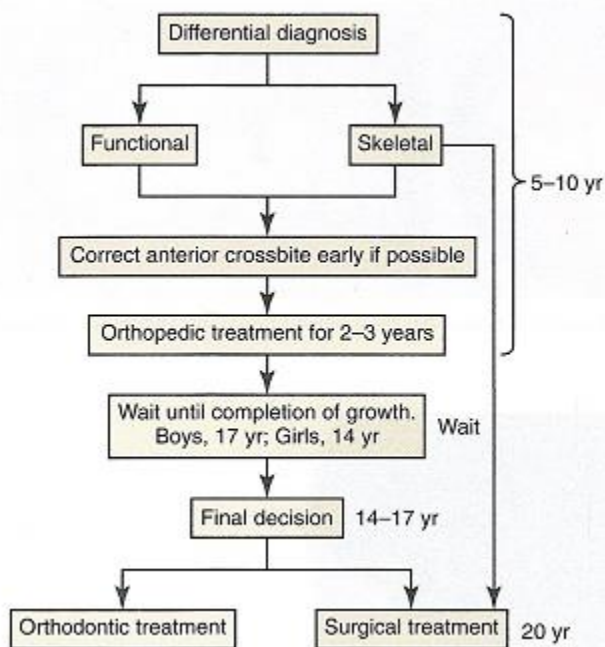 Differential diagnosis
Functional
Skeletal
5–10 yr
Correct anterior crossbite early if possible
Orthopedic treatment for 2–3 years
Wait until completion of growth.
Boys, 17 yr; Girls, 14 yr
Wait
Final decision
14–17 yr
Orthodontic treatment
Surgical treatment
20 yr